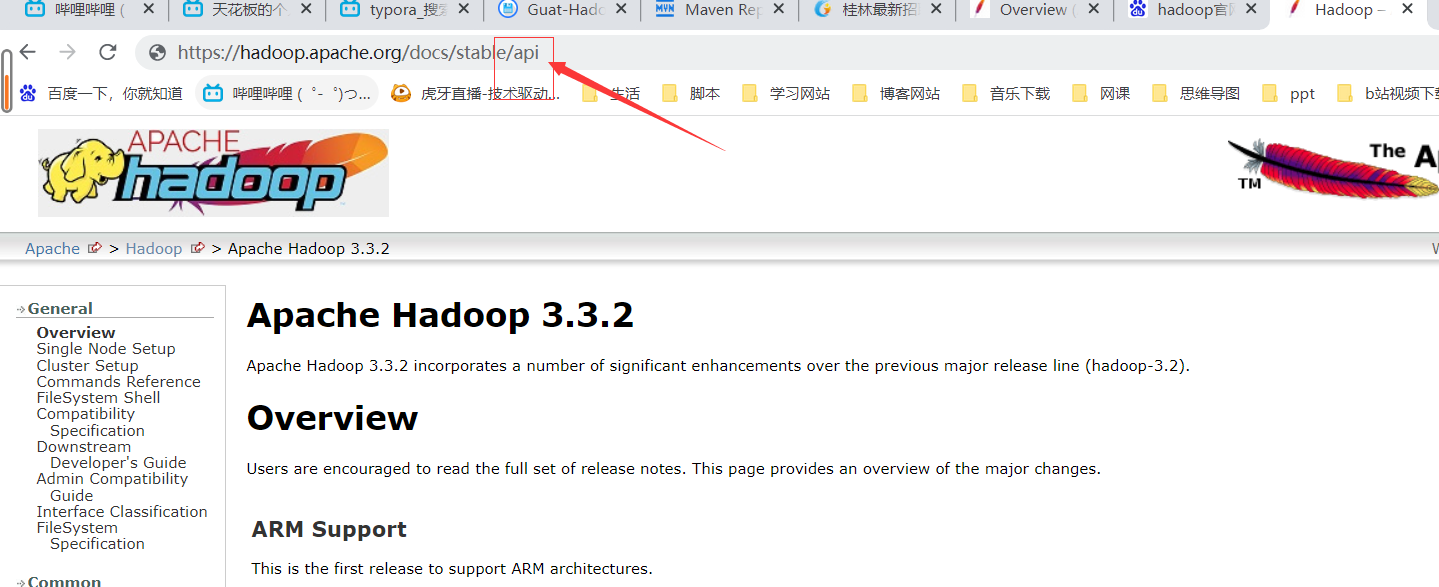 哔哩哔哩 (
天花板的个
typora_搜索
Guat-Hado
Maven Rep
桂林最新招
Overview (
hadoop官网
Hadoop –
https://hadoop.apache.org/docs/stable/api
百度一下，你就知道
哔哩哔哩 (゜-゜)つ...
虎牙直播-技术驱动...
生活
脚本
学习网站
博客网站
音乐下载
网课
思维导图
ppt
b站视频下载
APACHE
hadoop
The A
TM
Apache > Hadoop > Apache Hadoop 3.3.2
General
Overview
Single Node Setup
Cluster Setup
Commands Reference
FileSystem Shell
Compatibility
Specification
Downstream
Developer's Guide
Admin Compatibility
Guide
Interface Classification
FileSystem
Specification
Common
Apache Hadoop 3.3.2
Apache Hadoop 3.3.2 incorporates a number of significant enhancements over the previous major release line (hadoop-3.2).
Overview
Users are encouraged to read the full set of release notes. This page provides an overview of the major changes.
ARM Support
This is the first release to support ARM architectures.